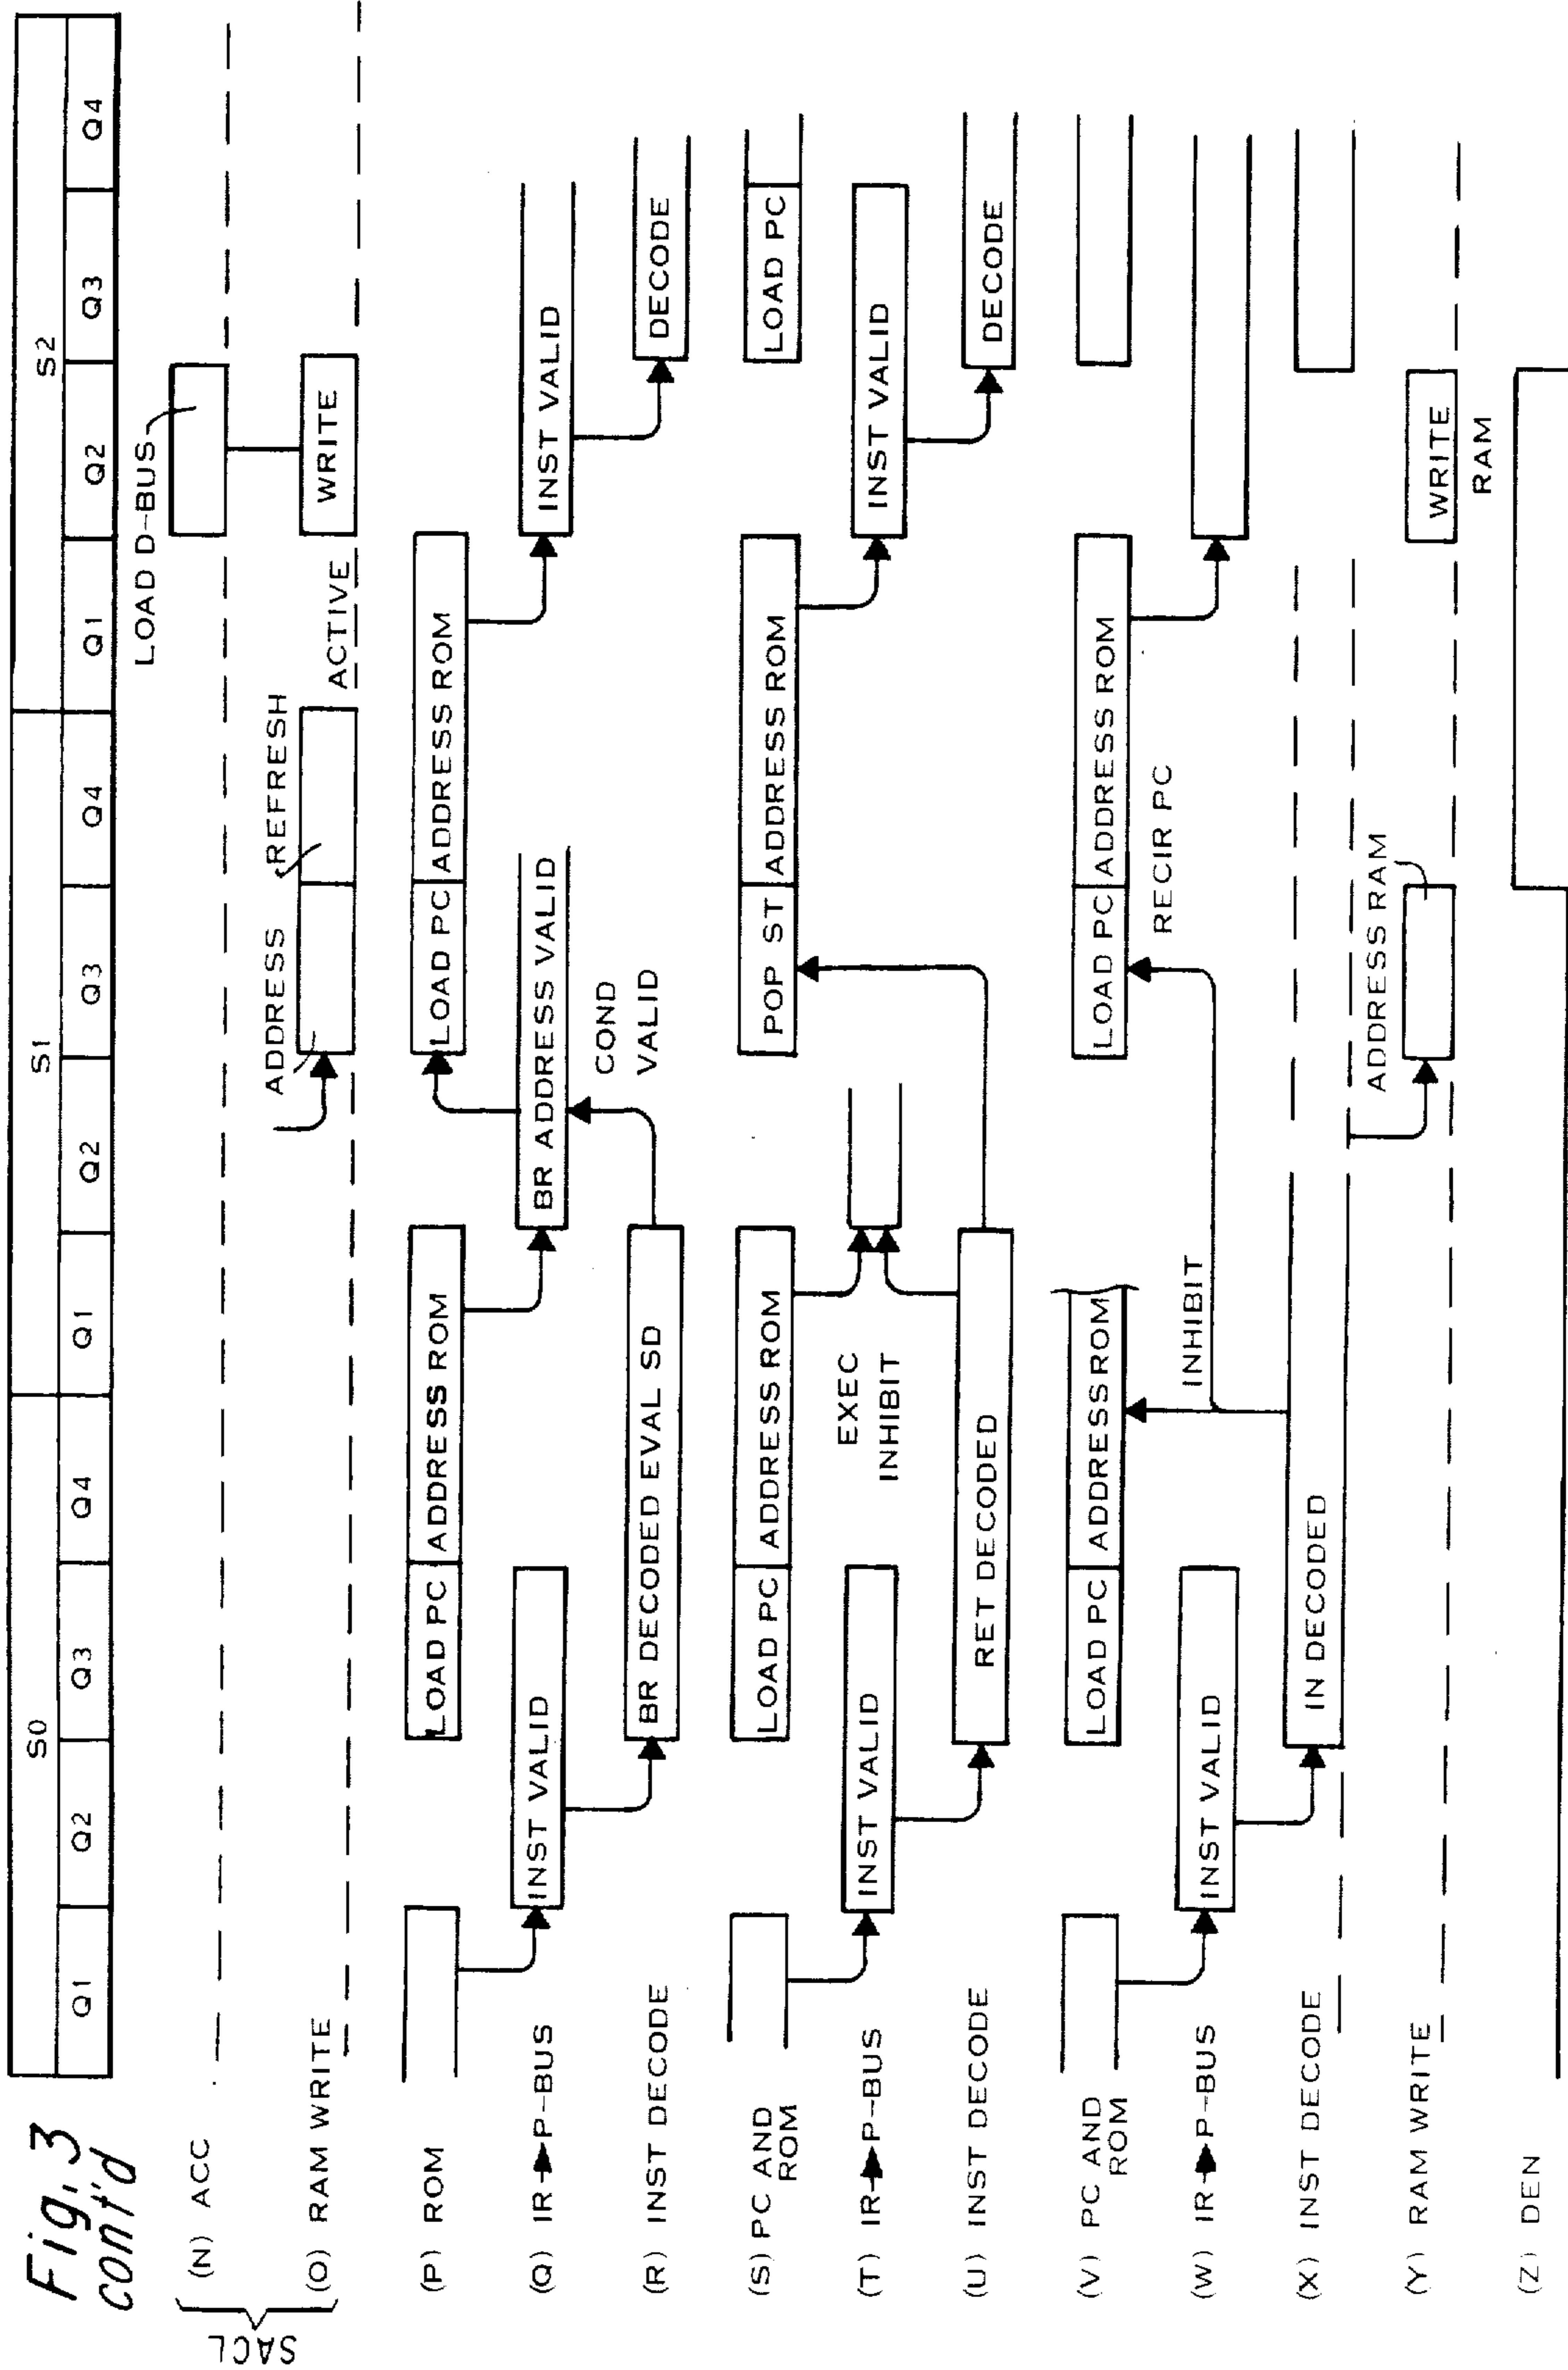 Fig. 3
cont'd
S0 S1 S2
Q1 Q2 Q3 Q4 Q1 Q2 Q3 Q4 Q1 Q2 Q3 Q4
LOAD D-BUS
SACL
(N) ACC
ADDRESS REFRESH
(O) RAM WRITE WRITE
ACTIVE
(P) ROM LOAD PC ADDRESS ROM LOAD PC ADDRESS ROM
(Q) IR→P-BUS INST VALID BR ADDRESS VALID INST VALID
COND
VALID
(R) INST DECODE BR DECODED EVAL SD DECODE
(S) PC AND
ROM
LOAD PC ADDRESS ROM POP ST ADDRESS ROM LOAD PC
EXEC
INHIBIT
(T) IR→P-BUS INST VALID INST VALID
(U) INST DECODE RET DECODED DECODE
(V) PC AND
ROM
LOAD PC ADDRESS ROM LOAD PC ADDRESS ROM
RECIR PC
INHIBIT
(W) IR→P-BUS INST VALID
(X) INST DECODE IN DECODED
ADDRESS RAM
(Y) RAM WRITE WRITE
RAM
(Z) DEN